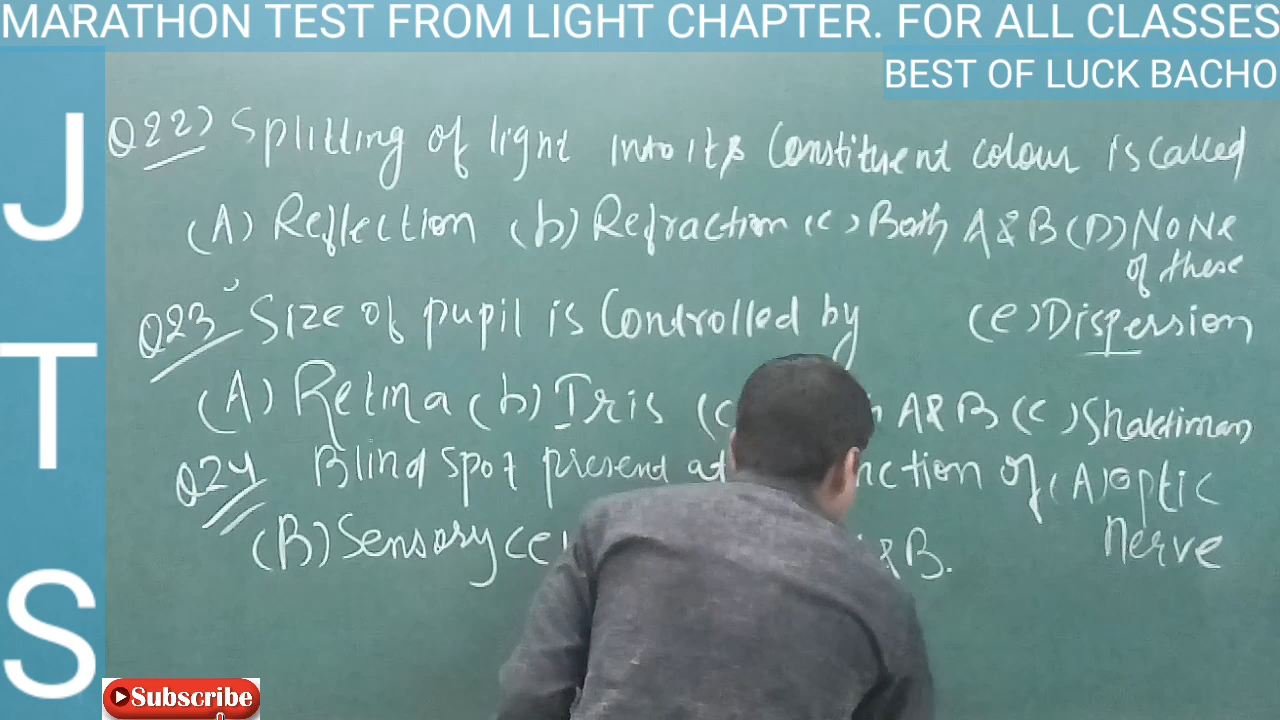 MARATHON TEST FROM LIGHT CHAPTER. FOR ALL CLASSES
BEST OF LUCK BACHO
J
T
S
Q22) Splitting of light into its Constituent colour is called
(A) Reflection (b) Refraction (c) Both A & B (D) NoNe
of these
(e) Dispersion
Q23 Size of pupil is Controlled by
(A) Retina (b) Iris (c A & B (c) Shaktiman
Q24 Blind spot present at nction of (A) optic
nerve
(B) Sensory cel & B.
Subscribe